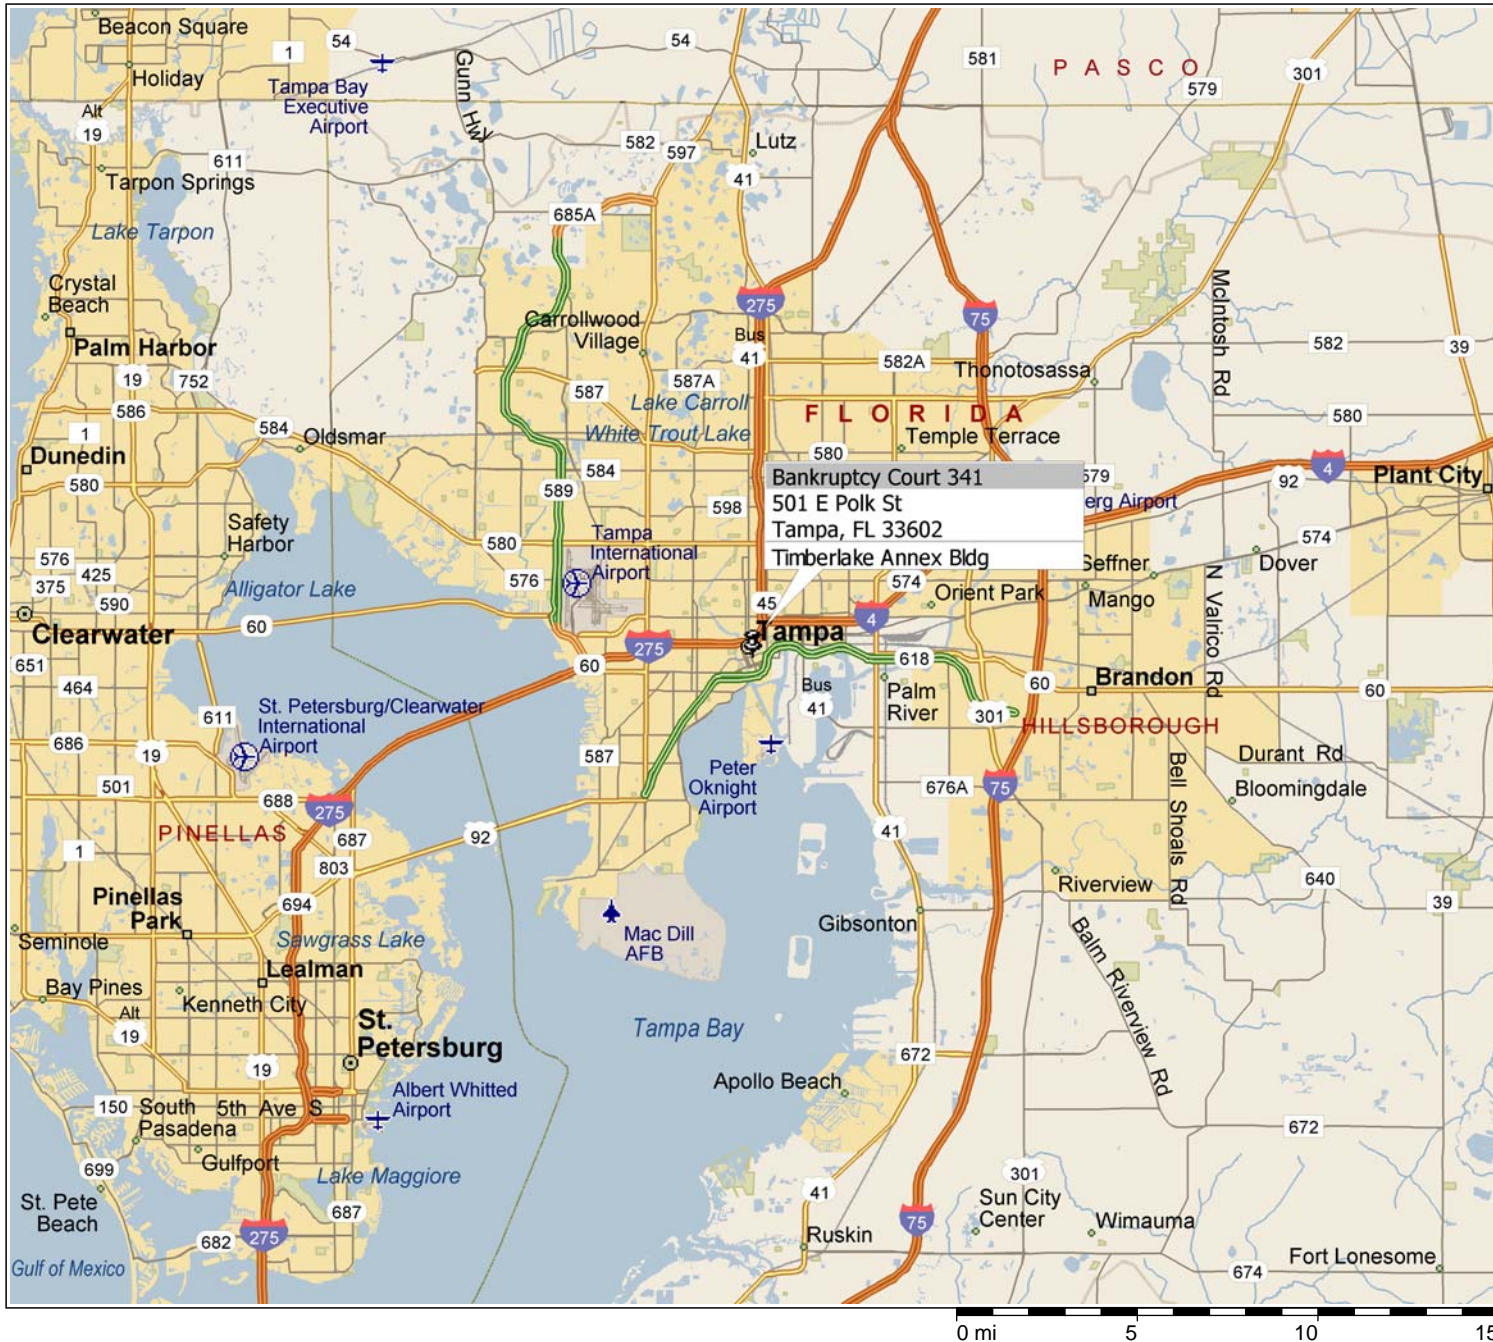 Beacon Square
1
54
54
581
PASCO
301
Holiday
Gunn Hwy
Tampa Bay
Executive
Airport
579
Alt
19
582
597
Lutz
611
41
Tarpon Springs
685A
Lake Tarpon
Crystal
Beach
275
75
McIntosh Rd
Carrollwood
Village
Bus
41
582A
582
39
Palm Harbor
Thonotosassa
19
752
587
587A
586
Lake Carroll
FLORIDA
580
1
584
Oldsmar
White Trout Lake
Temple Terrace
Dunedin
580
584
580
4
Plant City
Bankruptcy Court 341
501 E Polk St
Tampa, FL 33602
Timberlake Annex Bldg
579
92
589
598
erg Airport
Safety
Harbor
Tampa
International
Airport
580
574
576
425
375
590
576
Seffner
Dover
Alligator Lake
574
Mango
N Valrico Rd
Orient Park
45
4
Clearwater
60
Tampa
275
60
618
651
464
Palm
River
60
Brandon
60
Bus
41
611
St. Petersburg/Clearwater
International
Airport
301
HILLSBOROUGH
686
19
587
Peter
Oknight
Airport
Durant Rd
Bell Shoals Rd
501
688
676A
75
Bloomingdale
275
PINELLAS
687
92
41
1
803
Riverview
640
Pinellas
Park
694
39
Gibsonton
Seminole
Sawgrass Lake
Mac Dill
AFB
Balm Riverview Rd
Lealman
Bay Pines
Kenneth City
Alt
19
St.
Petersburg
Tampa Bay
19
672
Apollo Beach
Albert Whitted
Airport
150
South
Pasadena
5th Ave S
672
Gulfport
699
Lake Maggiore
301
St. Pete
Beach
41
Sun City
Center
687
75
Wimauma
682
275
Ruskin
Fort Lonesome
Gulf of Mexico
674
0 mi
5
10
15